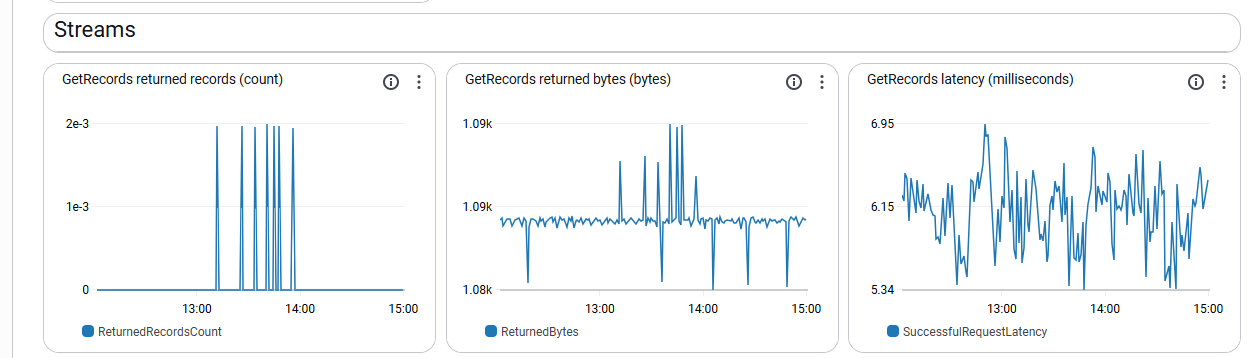 Streams
GetRecords returned records (count)
2e-3
1e-3
0
13:00 14:00 15:00
ReturnedRecordsCount
GetRecords returned bytes (bytes)
1.09k
1.09k
1.08k
13:00 14:00 15:00
ReturnedBytes
GetRecords latency (milliseconds)
6.95
6.15
5.34
13:00 14:00 15:00
SuccessfulRequestLatency